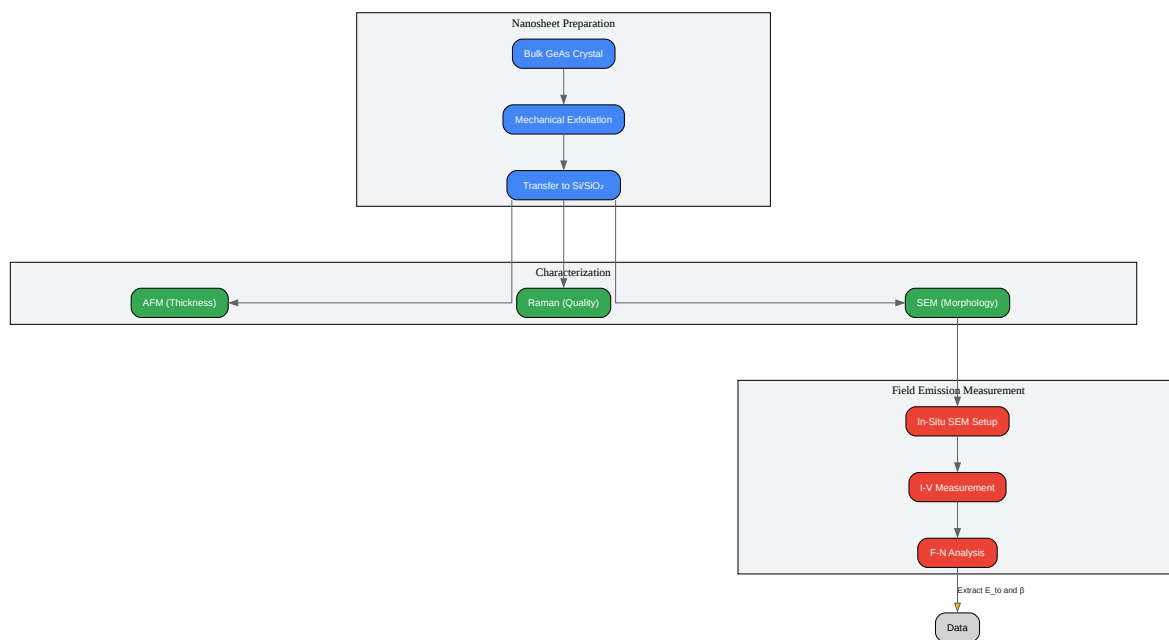 Nanosheet Preparation
Bulk GeAs Crystal
Mechanical Exfoliation
Transfer to Si/SiO₂
Characterization
AFM (Thickness)
Raman (Quality)
SEM (Morphology)
Field Emission Measurement
In-Situ SEM Setup
I-V Measurement
F-N Analysis
Extract E_to and β
Data